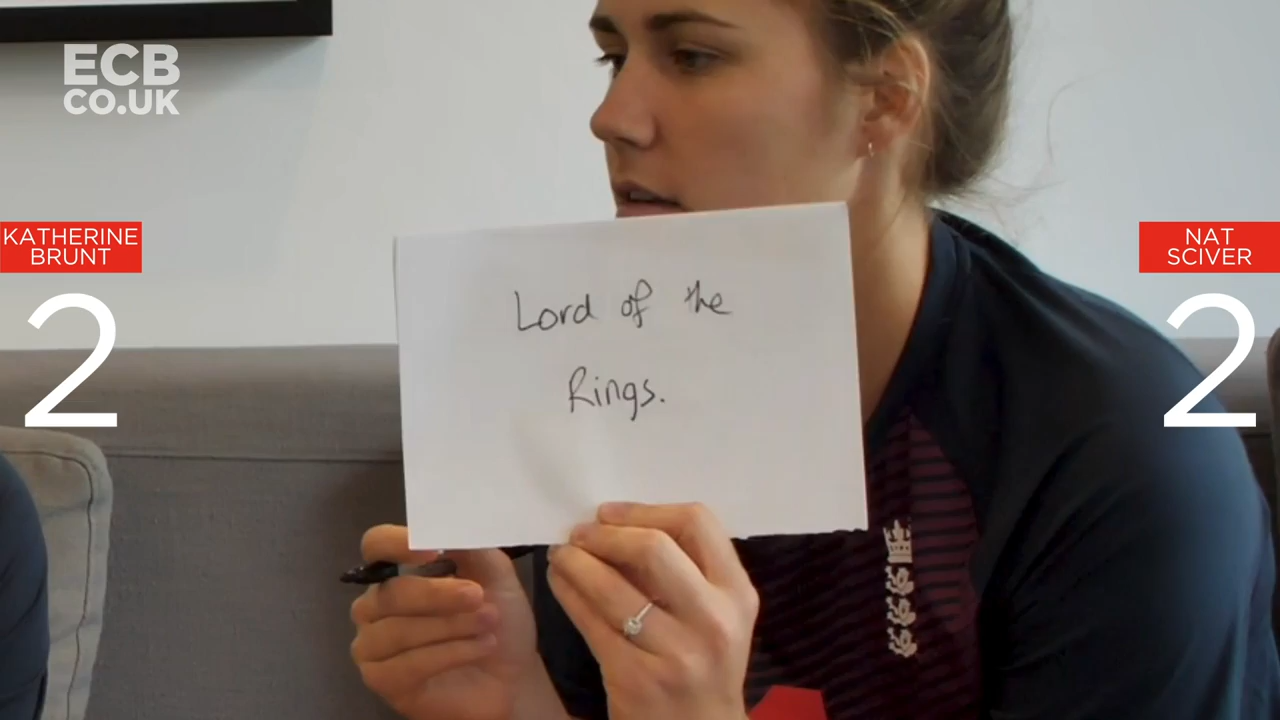 ECB
CO.UK
KATHERINE
BRUNT
2
NAT
SCIVER
2
Lord of the
Rings.